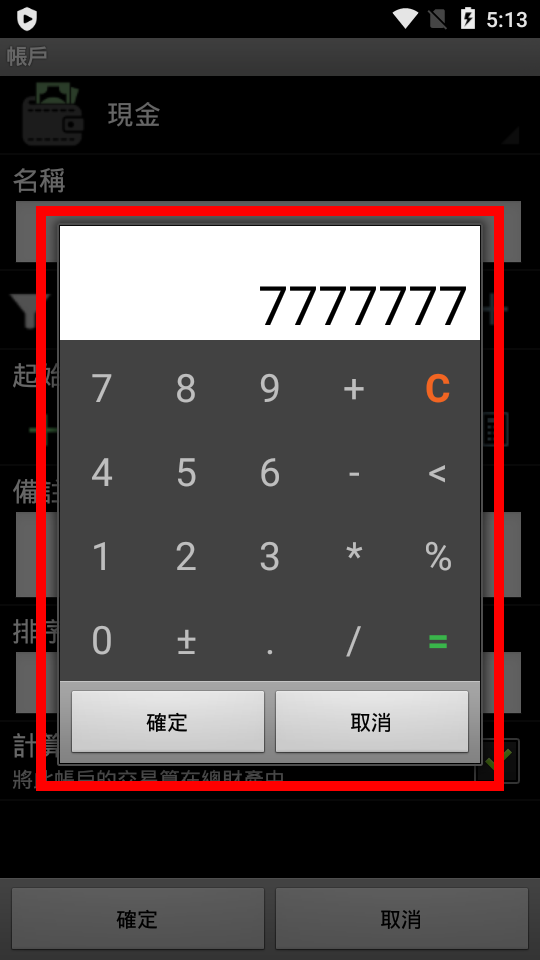 5:13
帳戶
現金
名稱
7777777
起始
7 8 9 + C
4 5 6 - <
備註
1 2 3 * %
0 ± . / =
排序
確定 取消
計算
將此帳戶的交易算在總財產中
確定 取消